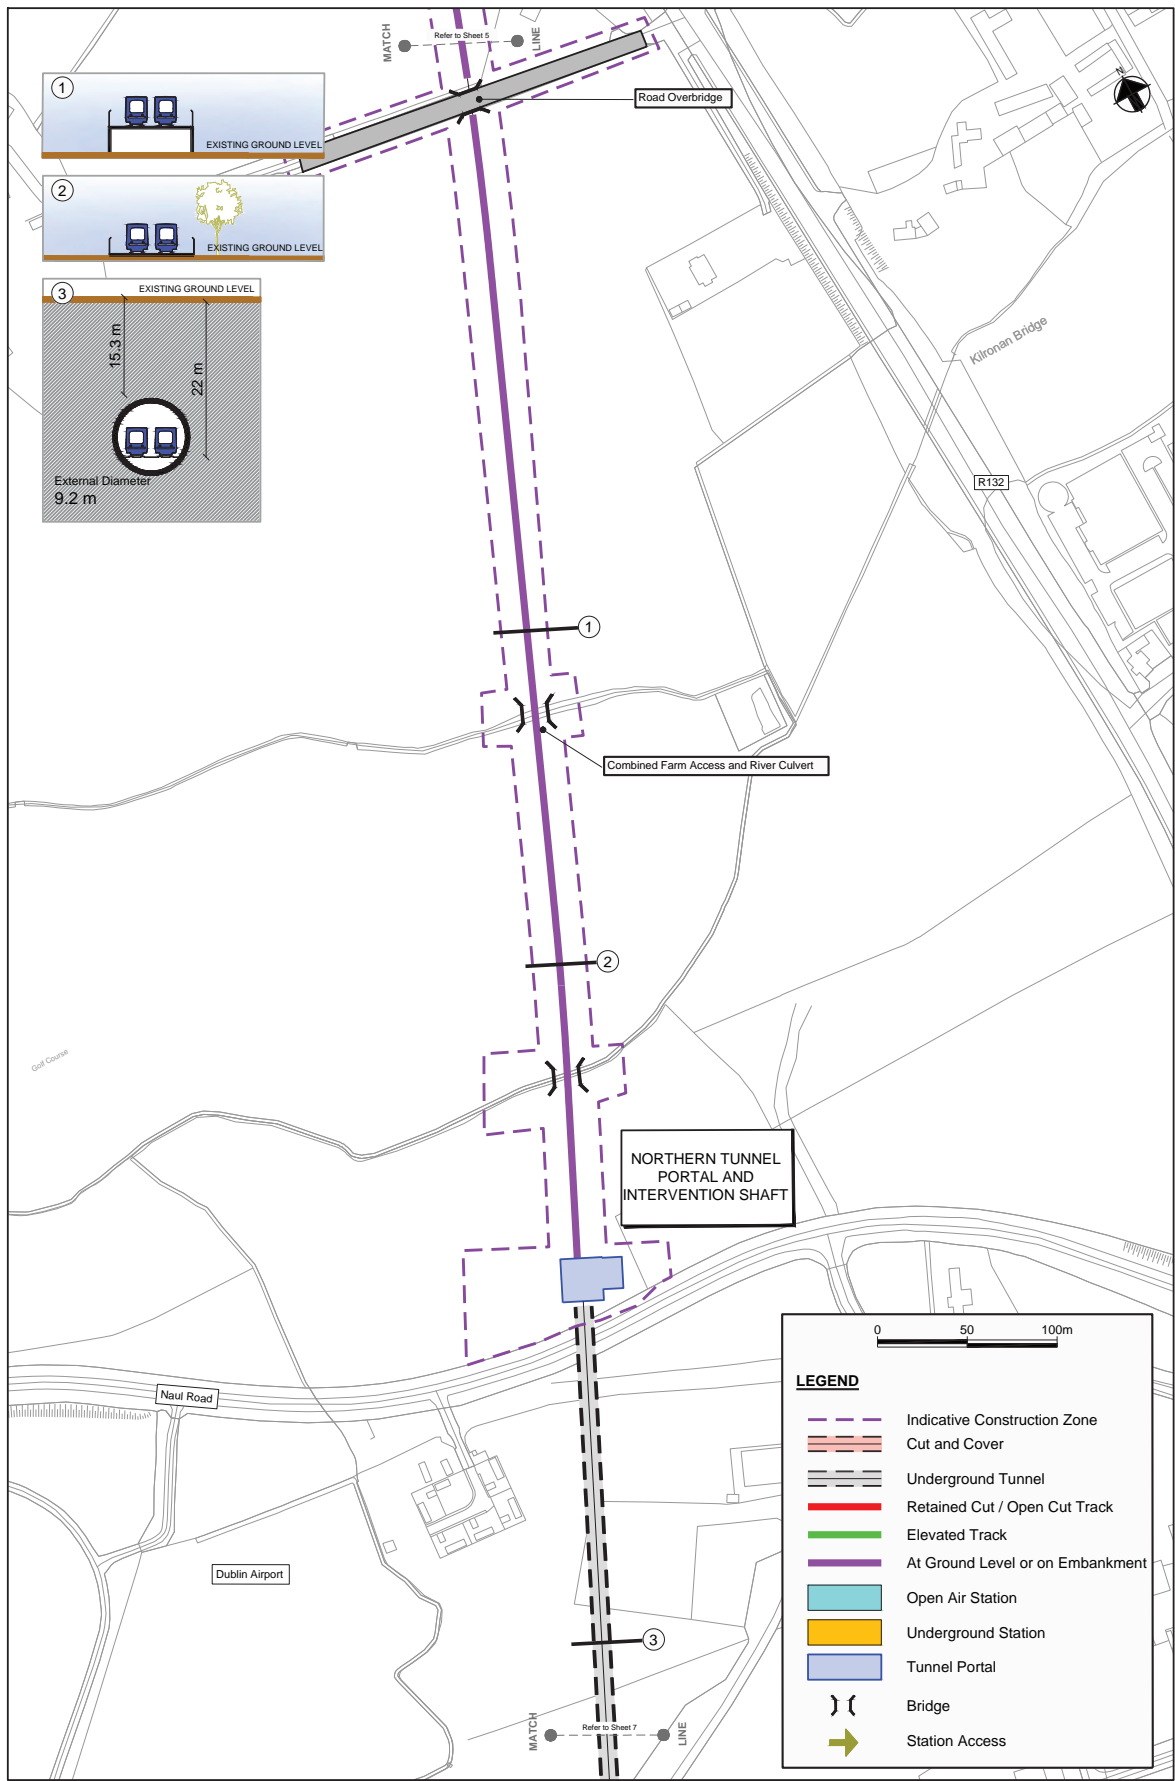 MATCH
Refer to Sheet 5
LINE
N
Road Overbridge
1
EXISTING GROUND LEVEL
2
EXISTING GROUND LEVEL
3
EXISTING GROUND LEVEL
15.3 m
22 m
External Diameter
9.2 m
Kilronan Bridge
R132
1
Combined Farm Access and River Culvert
2
Golf Course
NORTHERN TUNNEL
PORTAL AND
INTERVENTION SHAFT
Naul Road
Dublin Airport
3
MATCH
Refer to Sheet 7
LINE
0 50 100m
LEGEND
Indicative Construction Zone
Cut and Cover
Underground Tunnel
Retained Cut / Open Cut Track
Elevated Track
At Ground Level or on Embankment
Open Air Station
Underground Station
Tunnel Portal
Bridge
Station Access